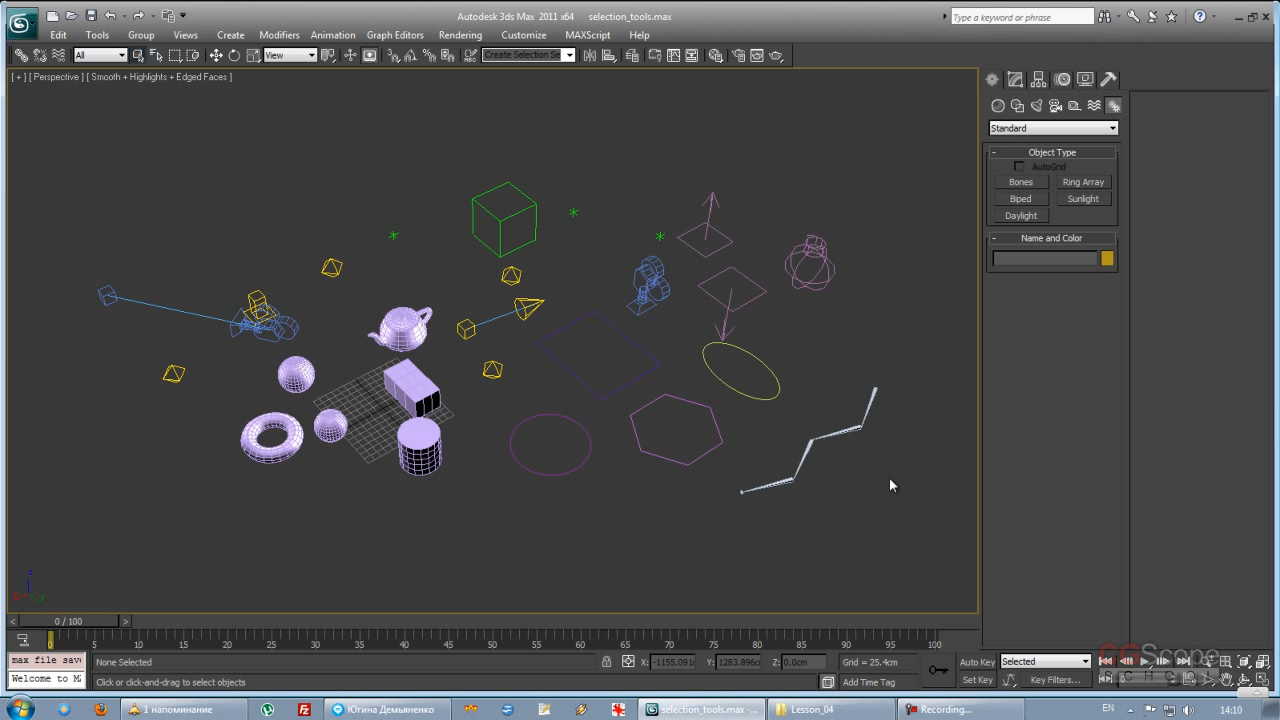 Autodesk 3ds Max 2011 x64 selection_tools.max
Type a keyword or phrase
Edit Tools Group Views Create Modifiers Animation Graph Editors Rendering Customize MAXScript Help
All View Create Selection Se
[ + ] [ Perspective ] [ Smooth + Highlights + Edged Faces ]
Standard
Object Type
AutoGrid
Bones Ring Array
Biped Sunlight
Daylight
Name and Color
z
0 / 100
0 5 10 15 20 25 30 35 40 45 50 55 60 65 70 75 80 85 90 95 100
max file save
None Selected X: -1155.091 Y: 1283.896c Z: 0.0cm Grid = 25.4cm Auto Key Selected
Welcome to M
Click or click-and-drag to select objects Add Time Tag Set Key Key Filters...
CGScope
1 напоминание Югина Демьяненко selection_tools.max -... Lesson_04 Recording... EN 14:10